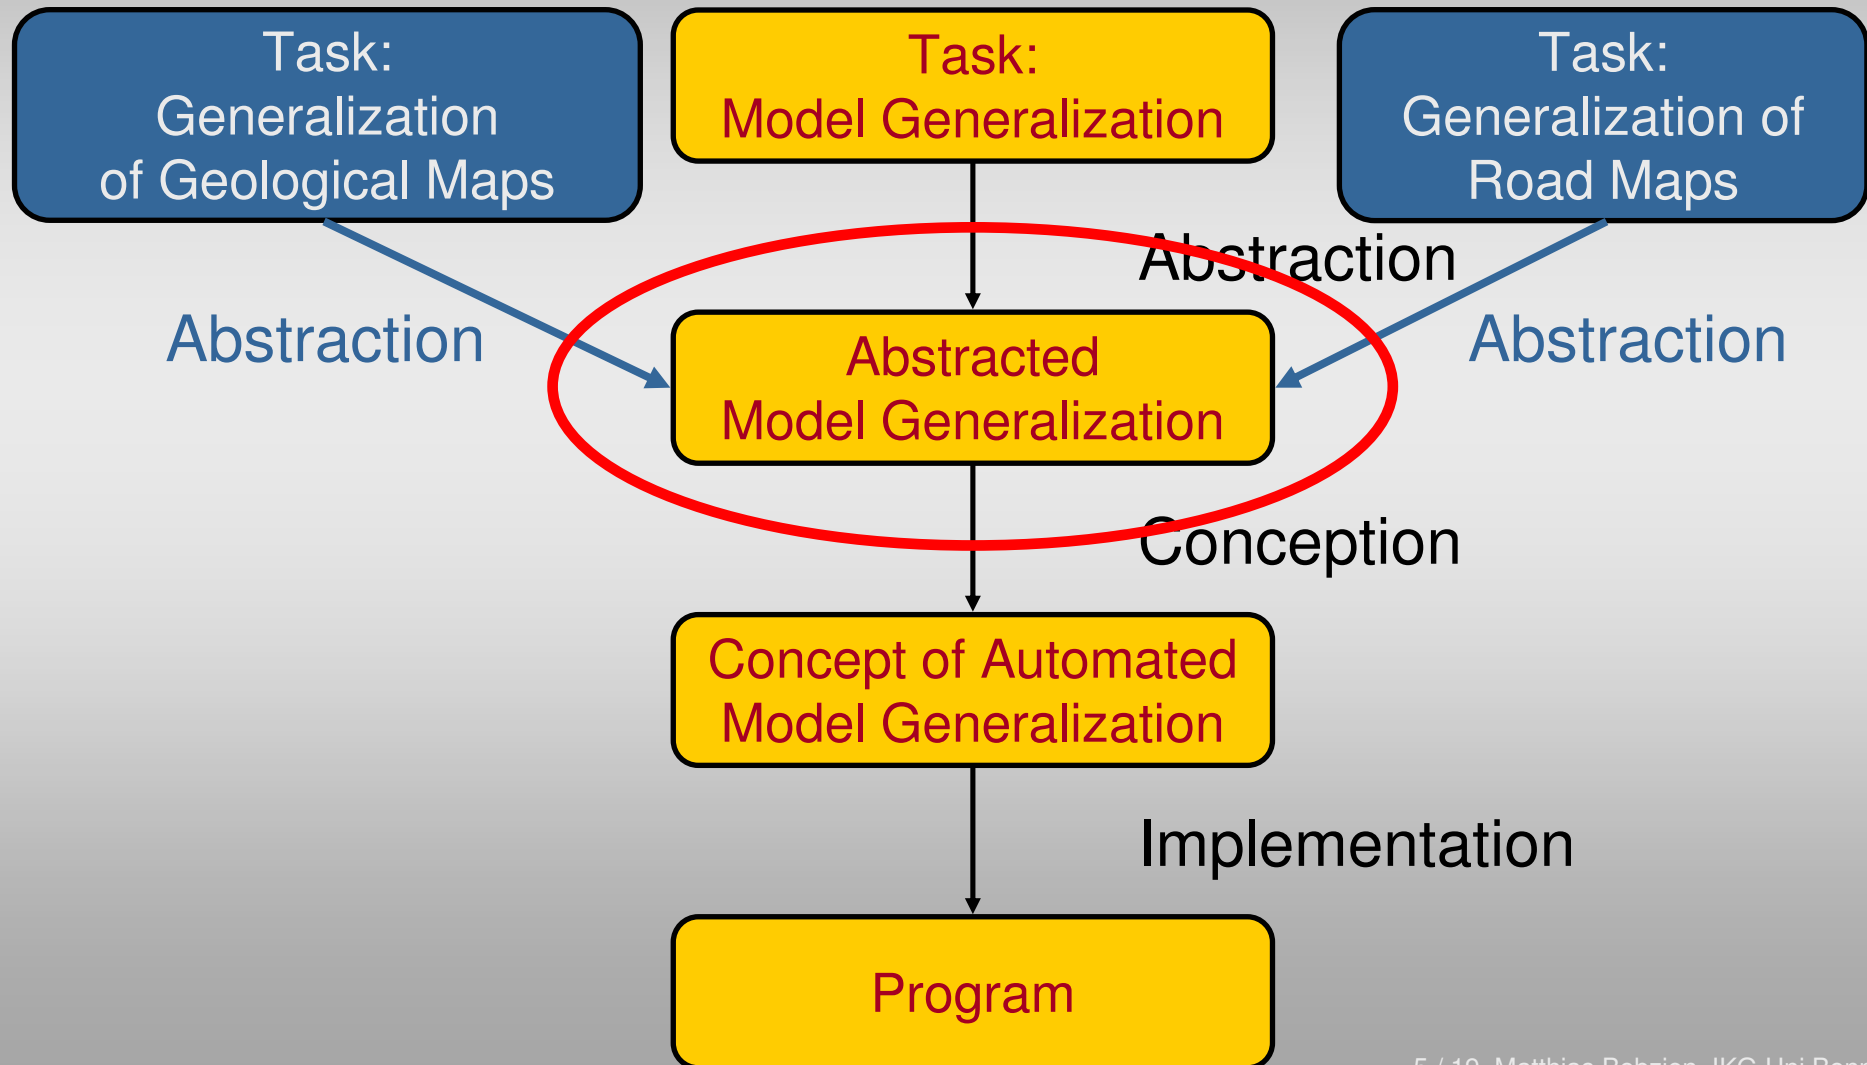 Task:
Generalization
of Geological Maps
Task:
Model Generalization
Task:
Generalization of
Road Maps
Abstraction
Abstraction
Abstraction
Abstracted
Model Generalization
Conception
Concept of Automated
Model Generalization
Implementation
Program